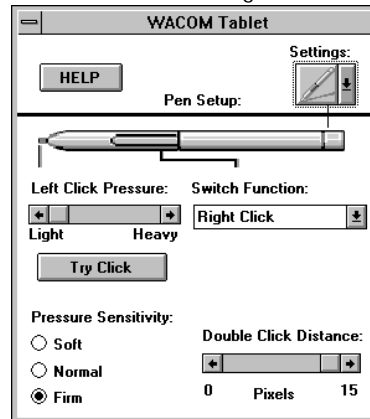 WACOM Tablet
Settings:
HELP
Pen Setup:
Left Click Pressure:
Switch Function:
Right Click
Light
Heavy
Try Click
Pressure Sensitivity:
Soft
Normal
Firm
Double Click Distance:
0
Pixels
15